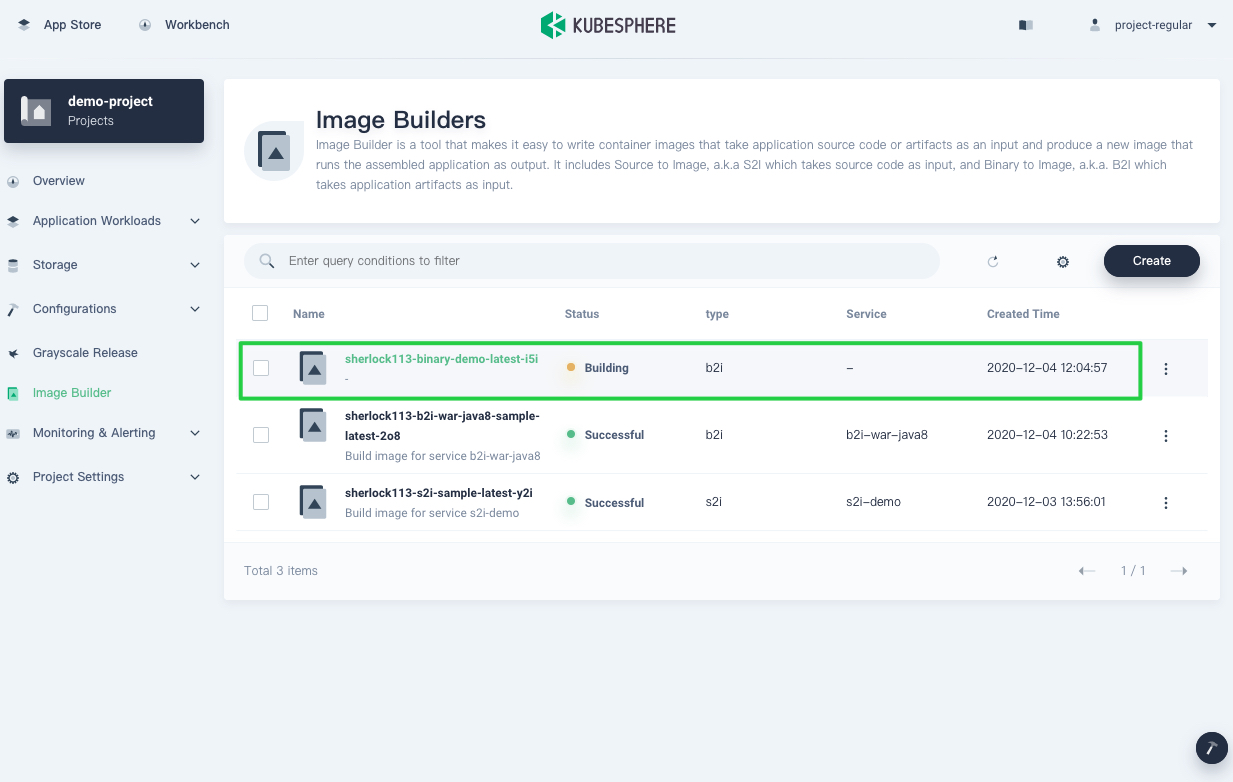 App Store
Workbench
KUBESPHERE
project-regular
demo-project
Projects
Overview
Application Workloads
Storage
Configurations
Grayscale Release
Image Builder
Monitoring & Alerting
Project Settings
Image Builders
Image Builder is a tool that makes it easy to write container images that take application source code or artifacts as an input and produce a new image that
runs the assembled application as output. It includes Source to Image, a.k.a S2I which takes source code as input, and Binary to Image, a.k.a. B2I which
takes application artifacts as input.
Enter query conditions to filter
Create
Name Status type Service Created Time
sherlock113-binary-demo-latest-i5i
-
Building b2i – 2020–12–04 12:04:57
sherlock113-b2i-war-java8-sample-
latest-2o8
Build image for service b2i-war-java8
Successful b2i b2i–war–java8 2020–12–04 10:22:53
sherlock113-s2i-sample-latest-y2i
Build image for service s2i-demo
Successful s2i s2i–demo 2020–12–03 13:56:01
Total 3 items
1 / 1